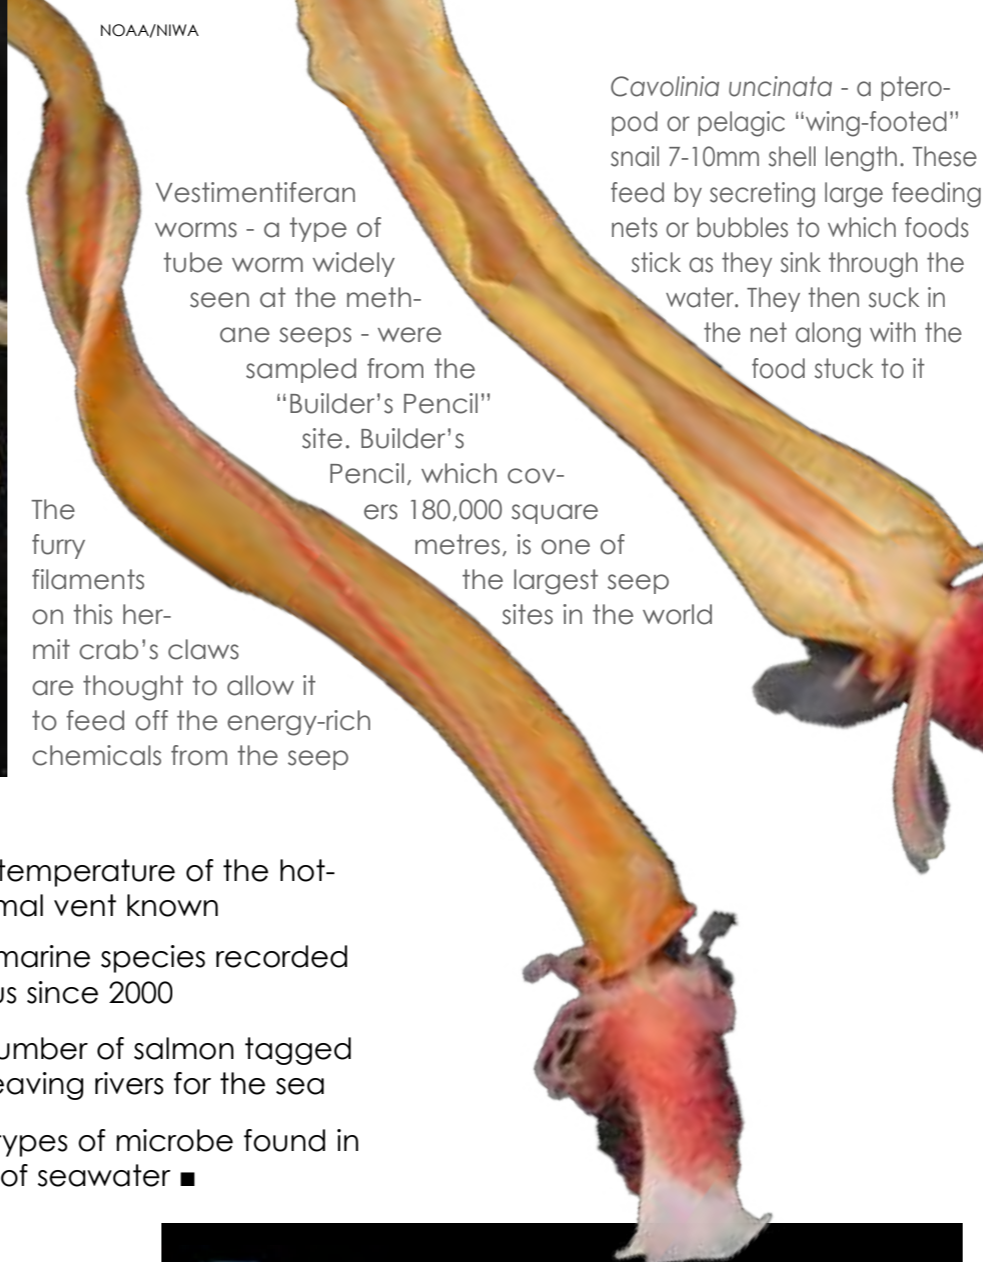 NOAA/NIWA
Cavolinia uncinata - a ptero-
pod or pelagic “wing-footed”
snail 7-10mm shell length. These
feed by secreting large feeding
nets or bubbles to which foods
stick as they sink through the
water. They then suck in
the net along with the
food stuck to it
Vestimentiferan
worms - a type of
tube worm widely
seen at the meth-
ane seeps - were
sampled from the
“Builder’s Pencil”
site. Builder’s
Pencil, which cov-
ers 180,000 square
metres, is one of
the largest seep
sites in the world
The
furry
filaments
on this her-
mit crab’s claws
are thought to allow it
to feed off the energy-rich
chemicals from the seep
temperature of the hot-
mal vent known
marine species recorded
us since 2000
umber of salmon tagged
eaving rivers for the sea
types of microbe found in
of seawater ■